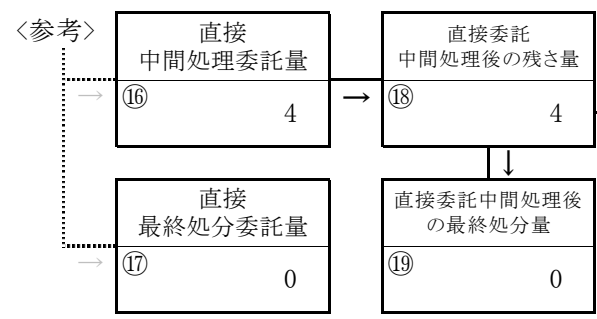 〈参考〉
直接
中間処理委託量
→
⑯
4
→
直接委託
中間処理後の残さ量
⑱
4
↓
直接
最終処分委託量
→
⑰
0
直接委託中間処理後
の最終処分量
⑲
0